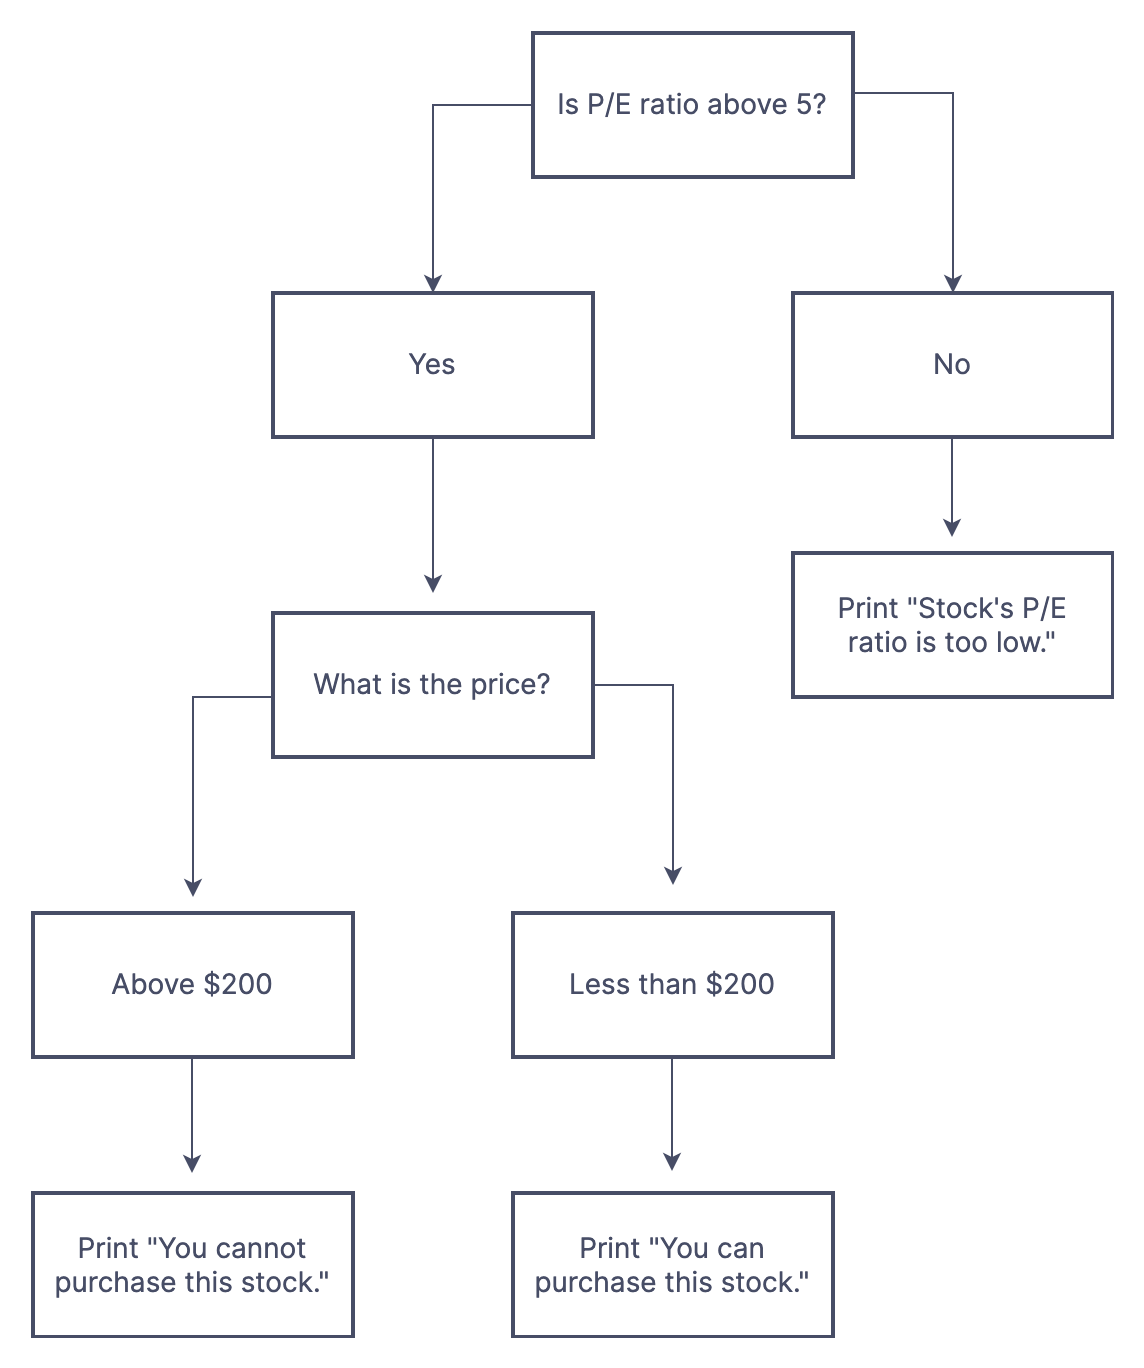 Is P/E ratio above 5?
Yes
No
Print "Stock's P/E
ratio is too low."
What is the price?
Above $200
Less than $200
Print "You cannot
purchase this stock."
Print "You can
purchase this stock."